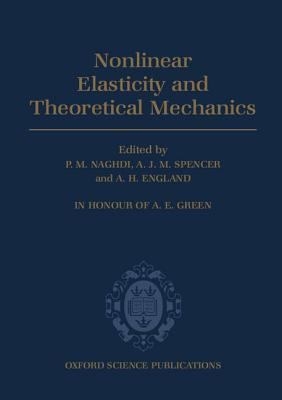 Nonlinear
Elasticity and
Theoretical Mechanics
Edited by
P. M. NAGHDI, A. J. M. SPENCER
and A. H. ENGLAND
IN HONOUR OF A. E. GREEN
OXFORD SCIENCE PUBLICATIONS